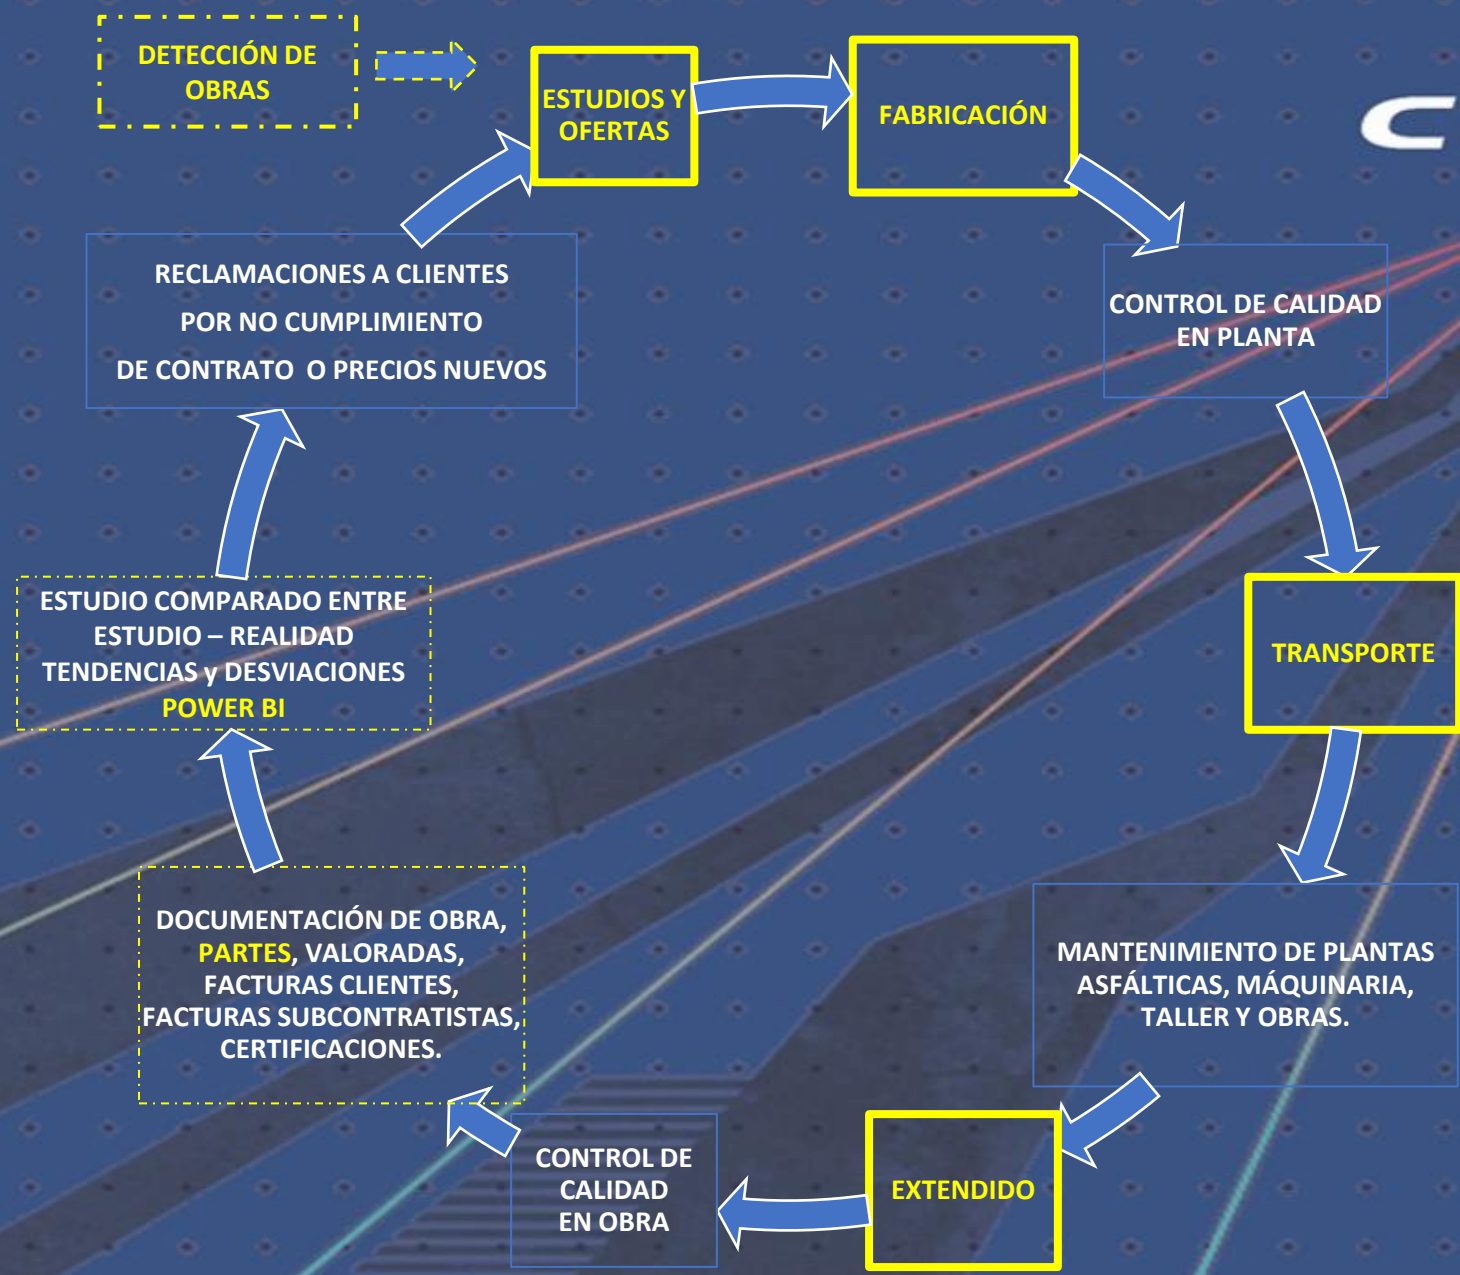 DETECCIÓN DE
OBRAS
ESTUDIOS Y
OFERTAS
FABRICACIÓN
C
RECLAMACIONES A CLIENTES
POR NO CUMPLIMIENTO
DE CONTRATO O PRECIOS NUEVOS
CONTROL DE CALIDAD
EN PLANTA
ESTUDIO COMPARADO ENTRE
ESTUDIO – REALIDAD
TENDENCIAS y DESVIACIONES
POWER BI
TRANSPORTE
DOCUMENTACIÓN DE OBRA,
PARTES, VALORADAS,
FACTURAS CLIENTES,
FACTURAS SUBCONTRATISTAS,
CERTIFICACIONES.
MANTENIMIENTO DE PLANTAS
ASFÁLTICAS, MÁQUINARIA,
TALLER Y OBRAS.
CONTROL DE
CALIDAD
EN OBRA
EXTENDIDO